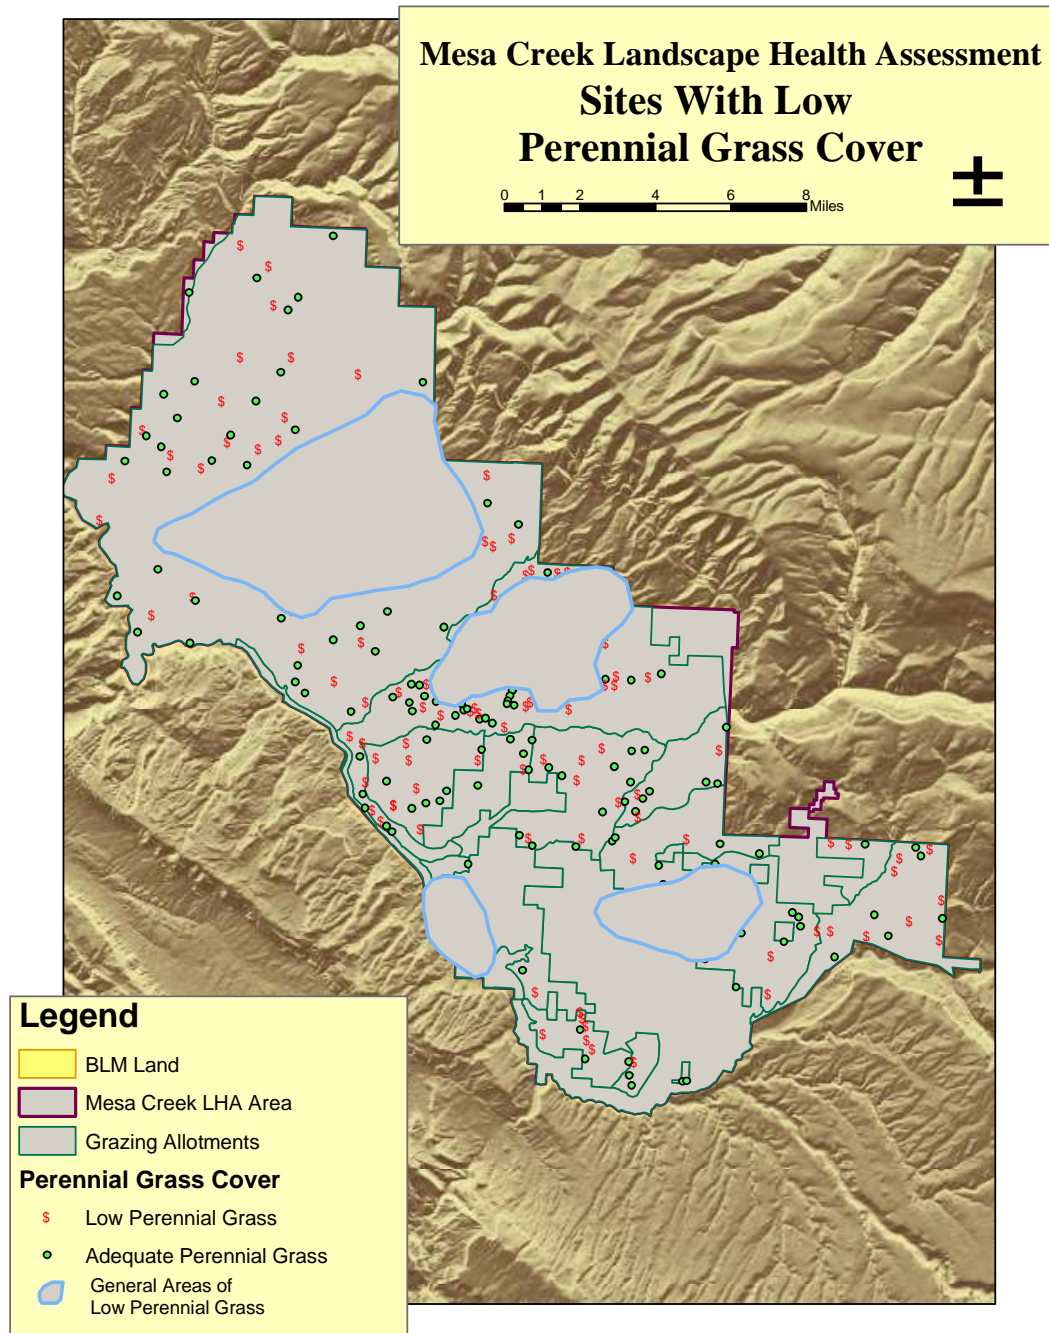 Mesa Creek Landscape Health Assessment
Sites With Low
Perennial Grass Cover
0 1 2 4 6 8
Miles
±
Legend
BLM Land
Mesa Creek LHA Area
Grazing Allotments
Perennial Grass Cover
$ Low Perennial Grass
Adequate Perennial Grass
General Areas of
Low Perennial Grass